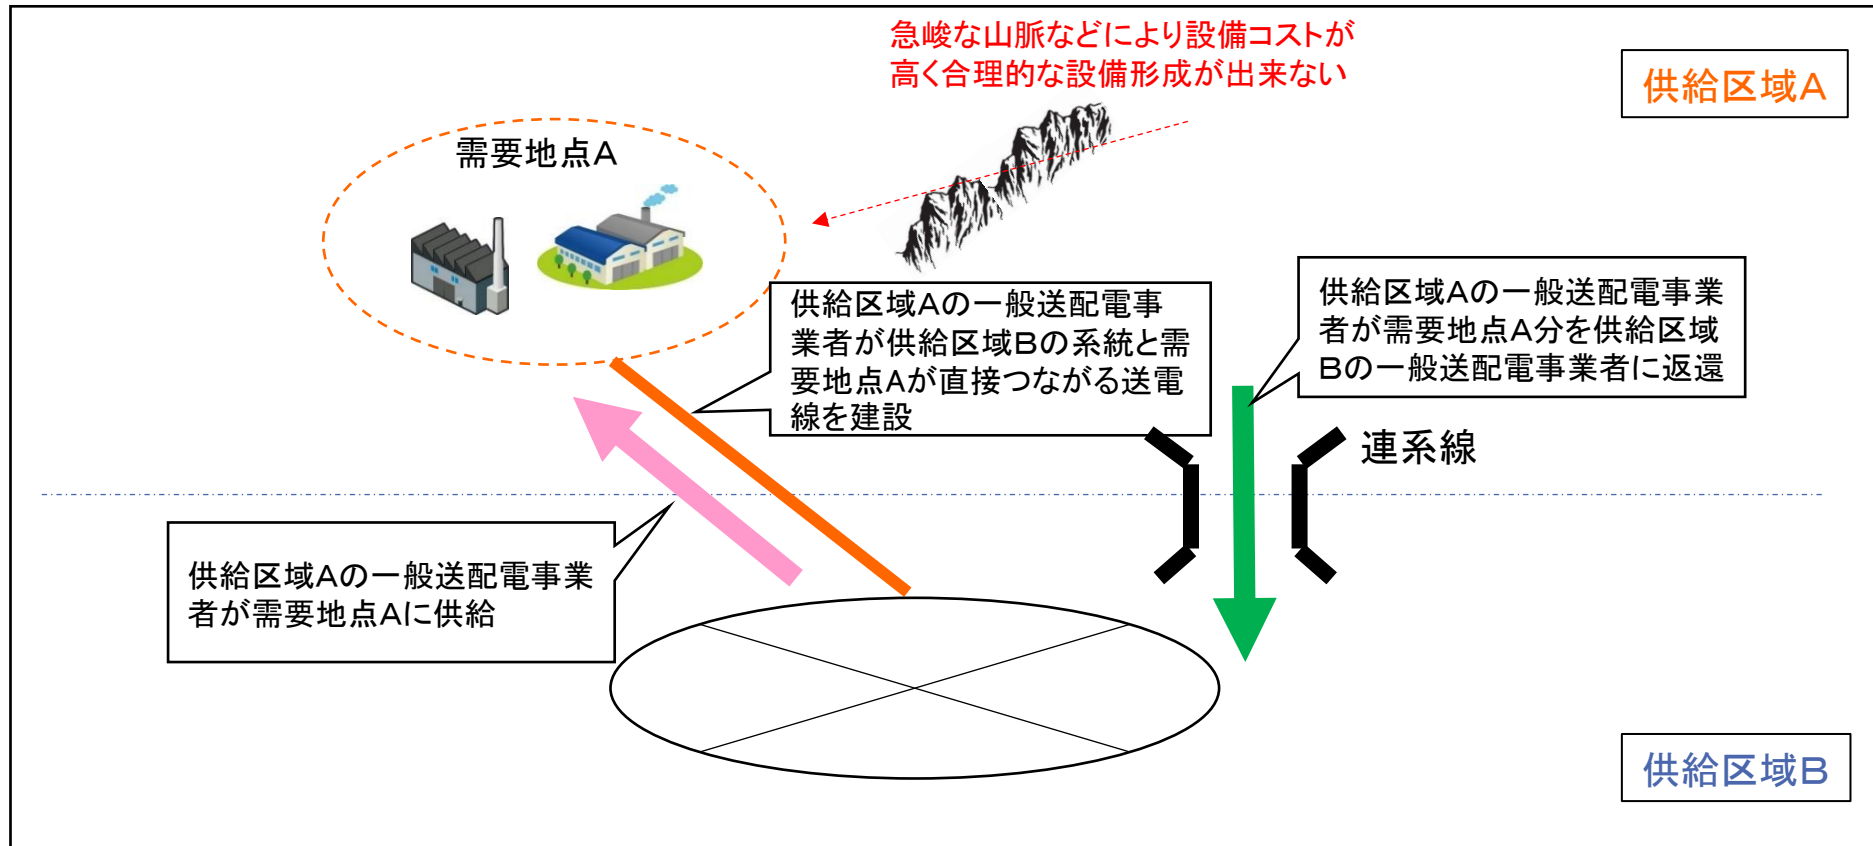 急峻な山脈などにより設備コストが
高く合理的な設備形成が出来ない
供給区域A
需要地点A
供給区域Aの一般送配電事
業者が供給区域Bの系統と需
要地点Aが直接つながる送電
線を建設
供給区域Aの一般送配電事業
者が需要地点A分を供給区域
Bの一般送配電事業者に返還
連系線
供給区域Aの一般送配電事業
者が需要地点Aに供給
供給区域B